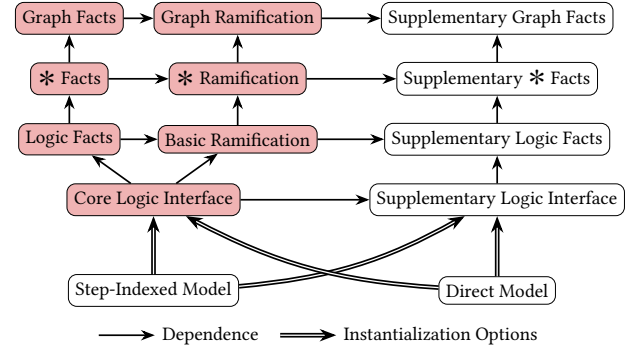 Graph Facts Graph Ramification Supplementary Graph Facts
✻ Facts ✻ Ramification Supplementary ✻ Facts
Logic Facts Basic Ramification Supplementary Logic Facts
Core Logic Interface Supplementary Logic Interface
Step-Indexed Model Direct Model
Dependence Instantialization Options